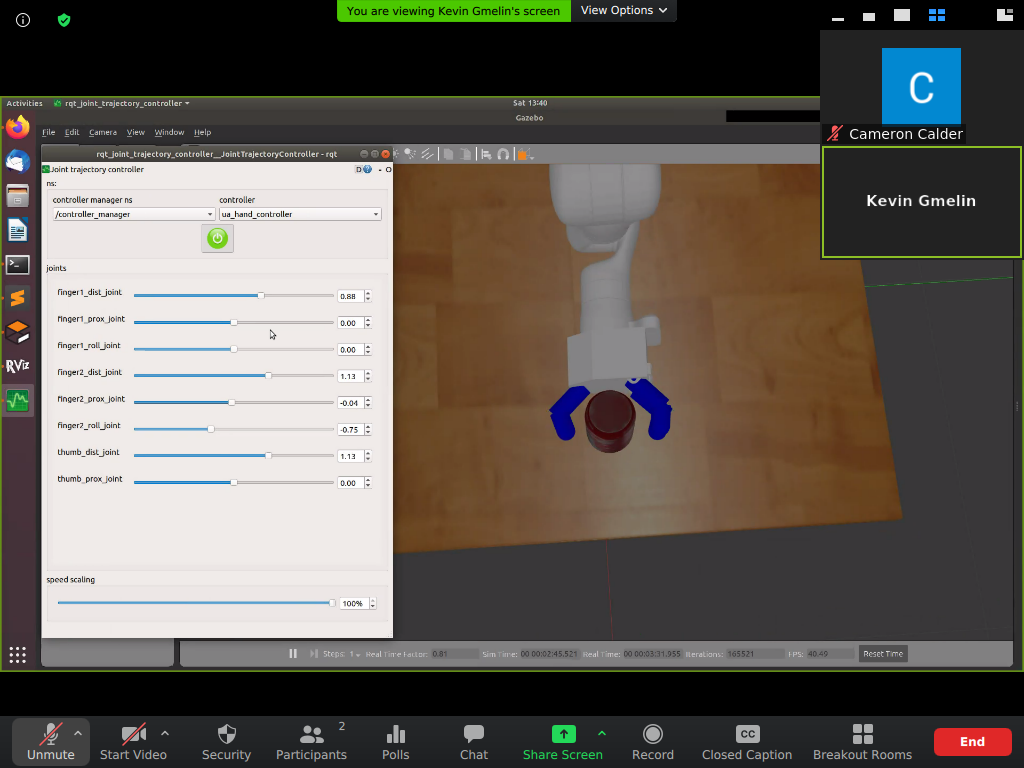 You are viewing Kevin Gmelin's screen
View Options
C
Cameron Calder
Kevin Gmelin
Activities
rqt_joint_trajectory_controller
Sat 13:40
Gazebo
File Edit Camera View Window Help
rqt_joint_trajectory_controller__JointTrajectoryController - rqt
Joint trajectory controller
D
- O
ns:
controller manager ns
controller
/controller_manager
ua_hand_controller
joints
finger1_dist_joint
0.88
finger1_prox_joint
0.00
finger1_roll_joint
0.00
finger2_dist_joint
1.13
finger2_prox_joint
-0.04
finger2_roll_joint
-0.75
thumb_dist_joint
1.13
thumb_prox_joint
0.00
RViz
speed scaling
100%
Steps: 1
Real Time Factor: 0.81
Sim Time: 00 00:02:45.521
Real Time: 00 00:03:31.955
Iterations: 165521
FPS: 40.49
Reset Time
Unmute
Start Video
Security
Participants
2
Polls
Chat
Share Screen
Record
CC
Closed Caption
Breakout Rooms
End